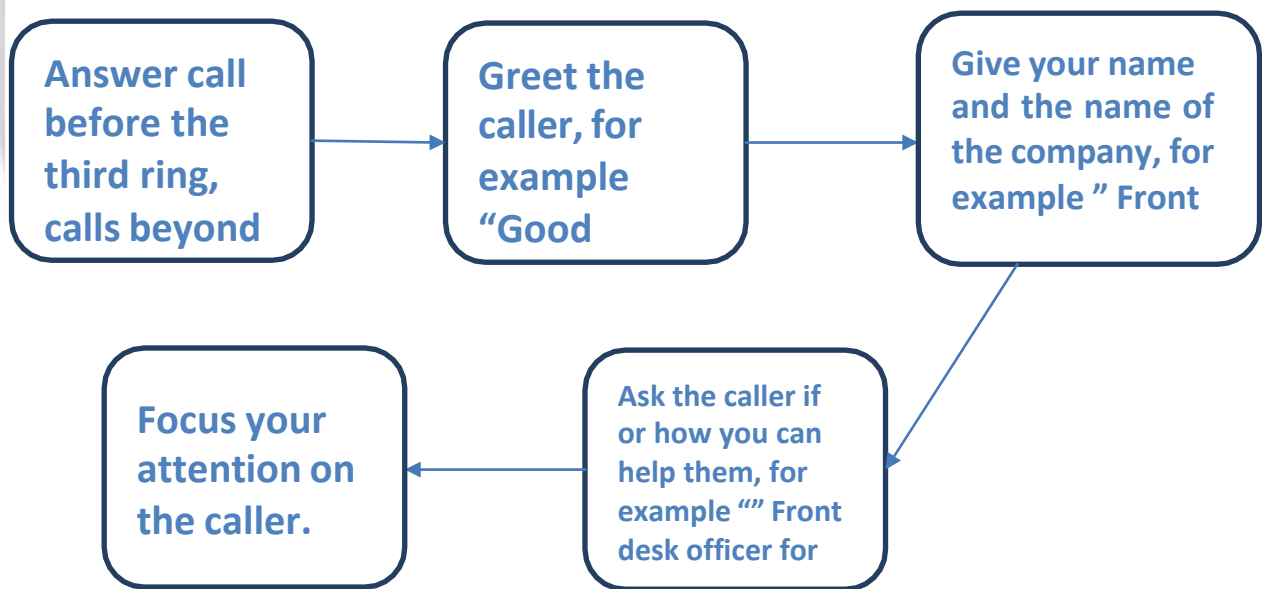 Answer call
before the
third ring,
calls beyond
Greet the
caller, for
example
“Good
Give your name
and the name of
the company, for
example ” Front
Ask the caller if
or how you can
help them, for
example “” Front
desk officer for
Focus your
attention on
the caller.